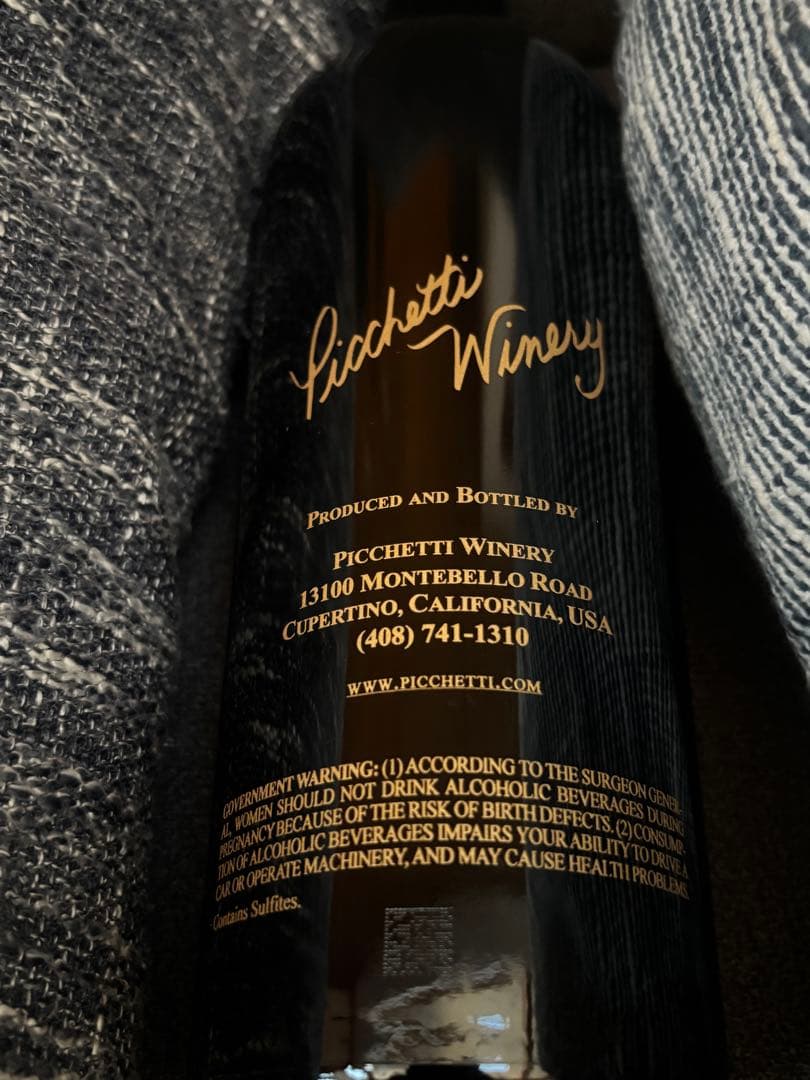 Picchetti
Winery
PRODUCED AND BOTTLED BY
PICCHETTI WINERY
13100 MONTEBELLO ROAD
CUPERTINO, CALIFORNIA, USA
(408) 741-1310
WWW.PICCHETTI.COM
GOVERNMENT WARNING: (1) ACCORDING TO THE SURGEON GENER-
AL, WOMEN SHOULD NOT DRINK ALCOHOLIC BEVERAGES DURING
PREGNANCY BECAUSE OF THE RISK OF BIRTH DEFECTS. (2) CONSUMP-
TION OF ALCOHOLIC BEVERAGES IMPAIRS YOUR ABILITY TO DRIVE A
CAR OR OPERATE MACHINERY, AND MAY CAUSE HEALTH PROBLEMS.
Contains Sulfites.